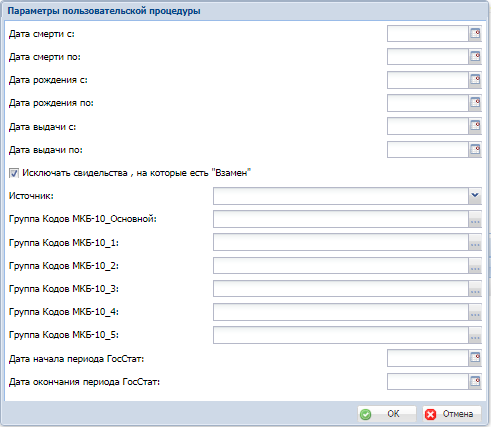 Параметры пользовательской процедуры
Дата смерти с:
Дата смерти по:
Дата рождения с:
Дата рождения по:
Дата выдачи с:
Дата выдачи по:
Исключать свидельства , на которые есть "Взамен"
Источник:
Группа Кодов МКБ-10_Основной:
Группа Кодов МКБ-10_1:
Группа Кодов МКБ-10_2:
Группа Кодов МКБ-10_3:
Группа Кодов МКБ-10_4:
Группа Кодов МКБ-10_5:
Дата начала периода ГосСтат:
Дата окончания периода ГосСтат:
OK Отмена